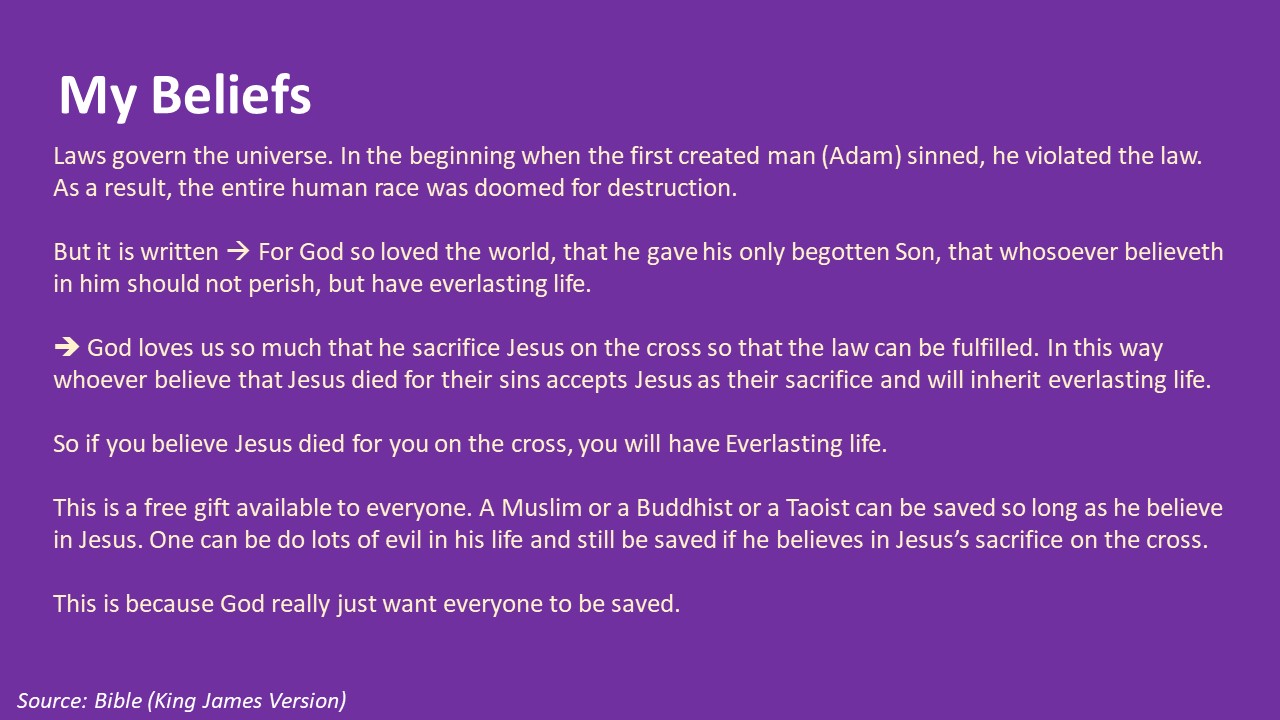 My Beliefs
Laws govern the universe. In the beginning when the first created man (Adam) sinned, he violated the law.
As a result, the entire human race was doomed for destruction.
But it is written → For God so loved the world, that he gave his only begotten Son, that whosoever believeth
in him should not perish, but have everlasting life.
➔ God loves us so much that he sacrifice Jesus on the cross so that the law can be fulfilled. In this way
whoever believe that Jesus died for their sins accepts Jesus as their sacrifice and will inherit everlasting life.
So if you believe Jesus died for you on the cross, you will have Everlasting life.
This is a free gift available to everyone. A Muslim or a Buddhist or a Taoist can be saved so long as he believe
in Jesus. One can be do lots of evil in his life and still be saved if he believes in Jesus’s sacrifice on the cross.
This is because God really just want everyone to be saved.
Source: Bible (King James Version)